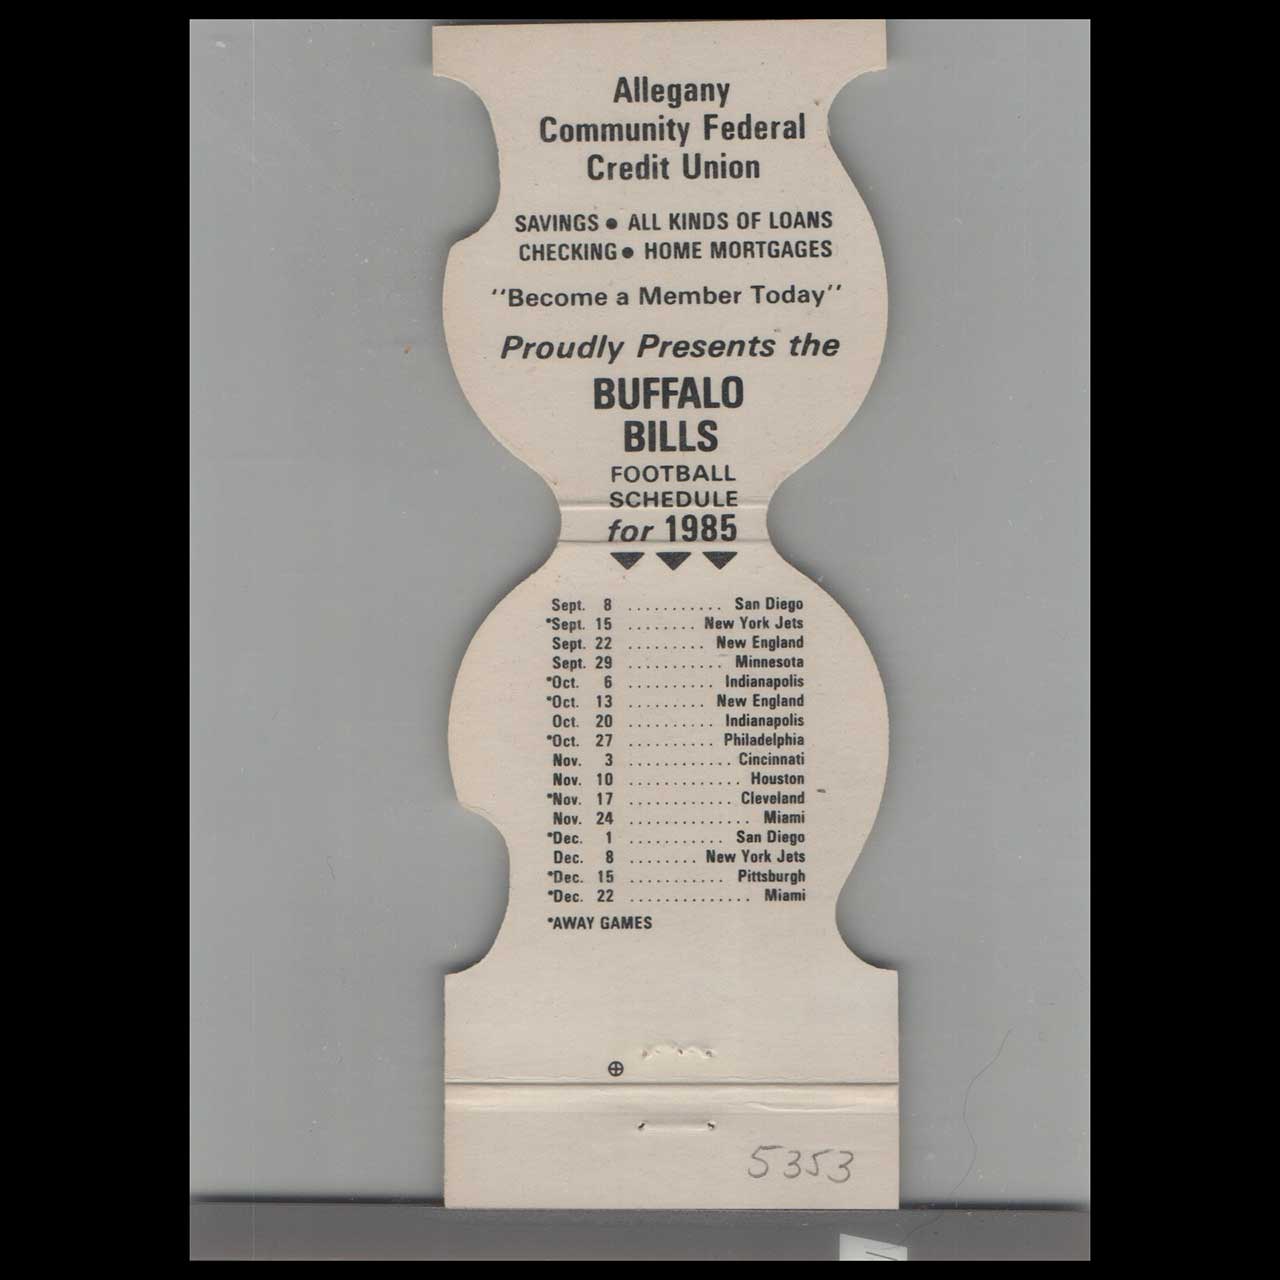 Allegany
Community Federal
Credit Union
SAVINGS ● ALL KINDS OF LOANS
CHECKING ● HOME MORTGAGES
''Become a Member Today''
Proudly Presents the
BUFFALO
BILLS
FOOTBALL
SCHEDULE
for 1985
Sept. 8 ........... San Diego
*Sept. 15 ........ New York Jets
Sept. 22 ......... New England
Sept. 29 ........... Minnesota
*Oct. 6 .......... Indianapolis
*Oct. 13 ......... New England
Oct. 20 .......... Indianapolis
*Oct. 27 .......... Philadelphia
Nov. 3 ............ Cincinnati
Nov. 10 ............. Houston
*Nov. 17 ............ Cleveland
Nov. 24 .............. Miami
*Dec. 1 ........... San Diego
Dec. 8 ........ New York Jets
*Dec. 15 ........... Pittsburgh
*Dec. 22 .............. Miami
*AWAY GAMES
5353